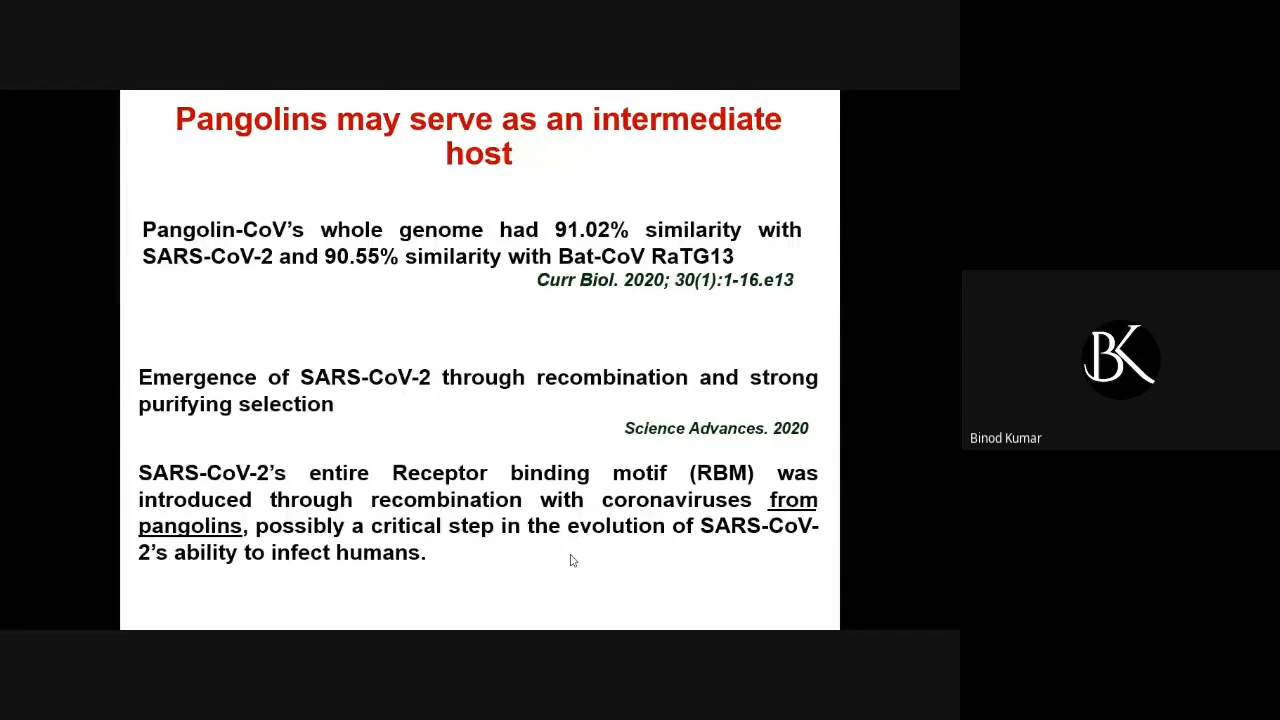 Pangolins may serve as an intermediate
host
Pangolin-CoV’s whole genome had 91.02% similarity with
SARS-CoV-2 and 90.55% similarity with Bat-CoV RaTG13
Curr Biol. 2020; 30(1):1-16.e13
Emergence of SARS-CoV-2 through recombination and strong
purifying selection
Science Advances. 2020
SARS-CoV-2’s entire Receptor binding motif (RBM) was
introduced through recombination with coronaviruses from
pangolins, possibly a critical step in the evolution of SARS-CoV-
2’s ability to infect humans.
BK
Binod Kumar